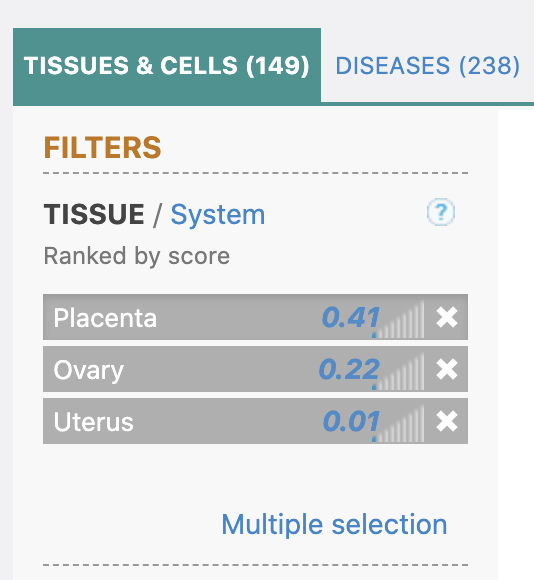 TISSUES & CELLS (149) DISEASES (238)
FILTERS
TISSUE / System ?
Ranked by score
Placenta 0.41
Ovary 0.22
Uterus 0.01
Multiple selection